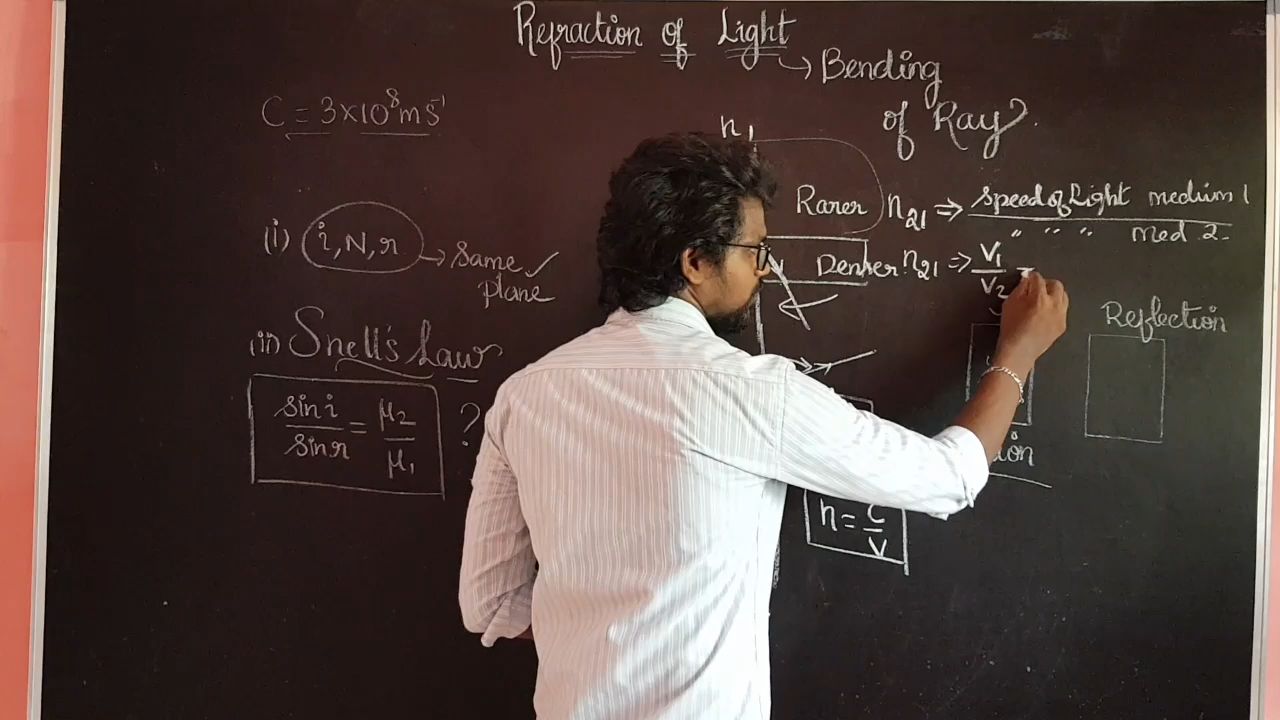 Refraction of Light
Bending
of Ray
C = 3×10⁸ms⁻¹
n₁
Rarer
n₂₁ ⇒ Speed of Light medium 1
" " " med 2
(i) i, N, r → Same ✓
plane
Denser
n₂₁ ⇒ V₁
V₂
Reflection
(ii) Snell's Law
sin i / sin r = μ₂ / μ₁ ?
n = C / V